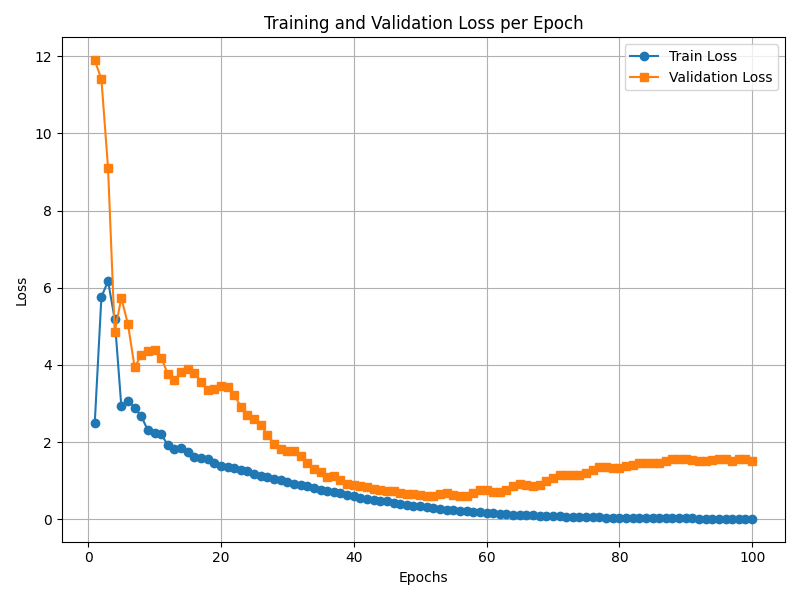 Training and Validation Loss per Epoch
Train Loss
Validation Loss
Loss
12
10
8
6
4
2
0
0 20 40 60 80 100
Epochs